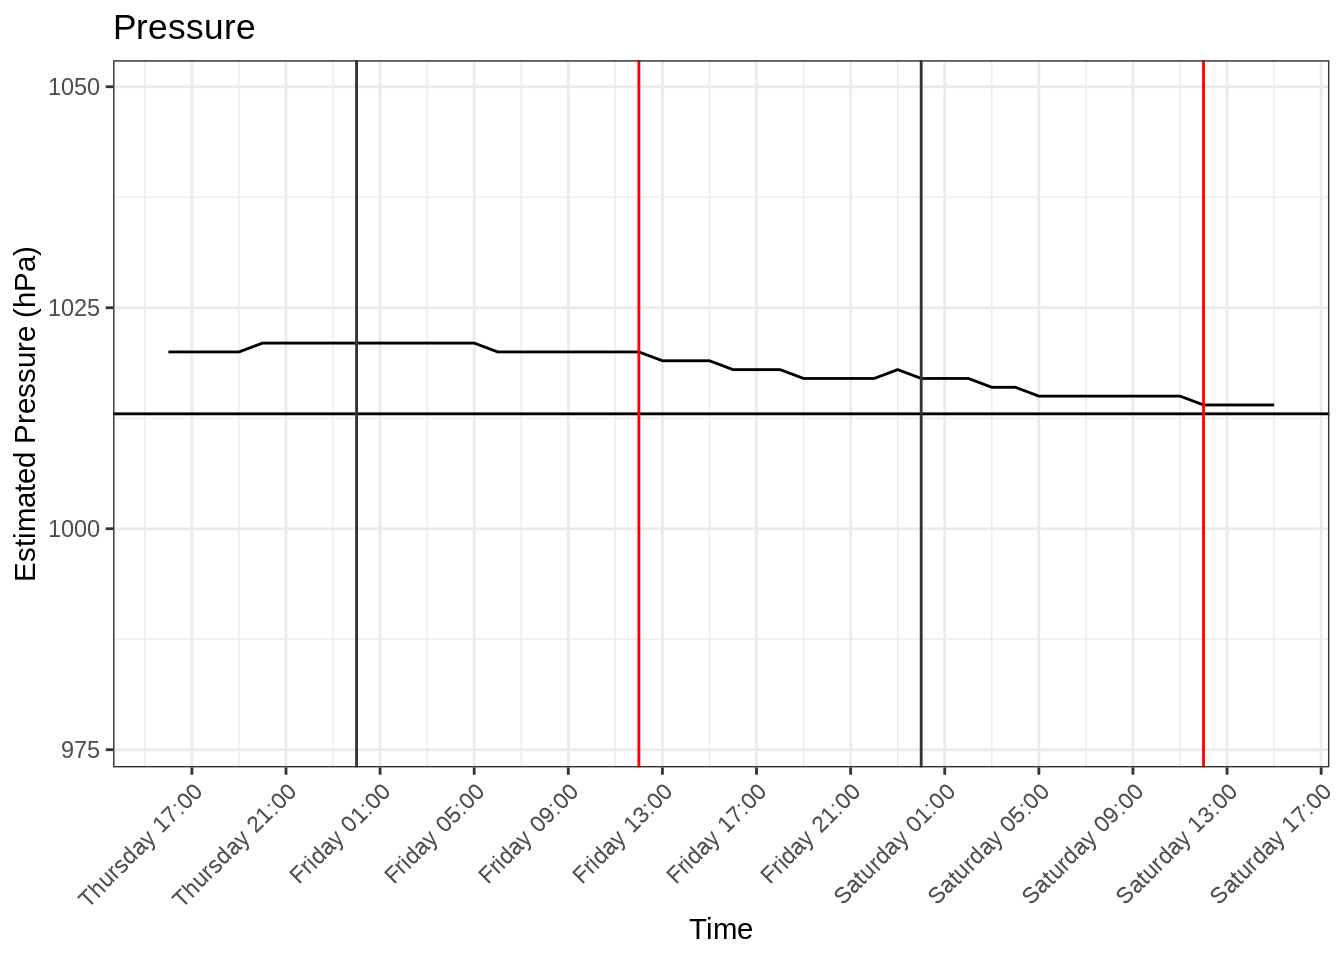 Pressure
1050
1025
1000
975
Estimated Pressure (hPa)
Thursday 17:00
Thursday 21:00
Friday 01:00
Friday 05:00
Friday 09:00
Friday 13:00
Friday 17:00
Friday 21:00
Saturday 01:00
Saturday 05:00
Saturday 09:00
Saturday 13:00
Saturday 17:00
Time